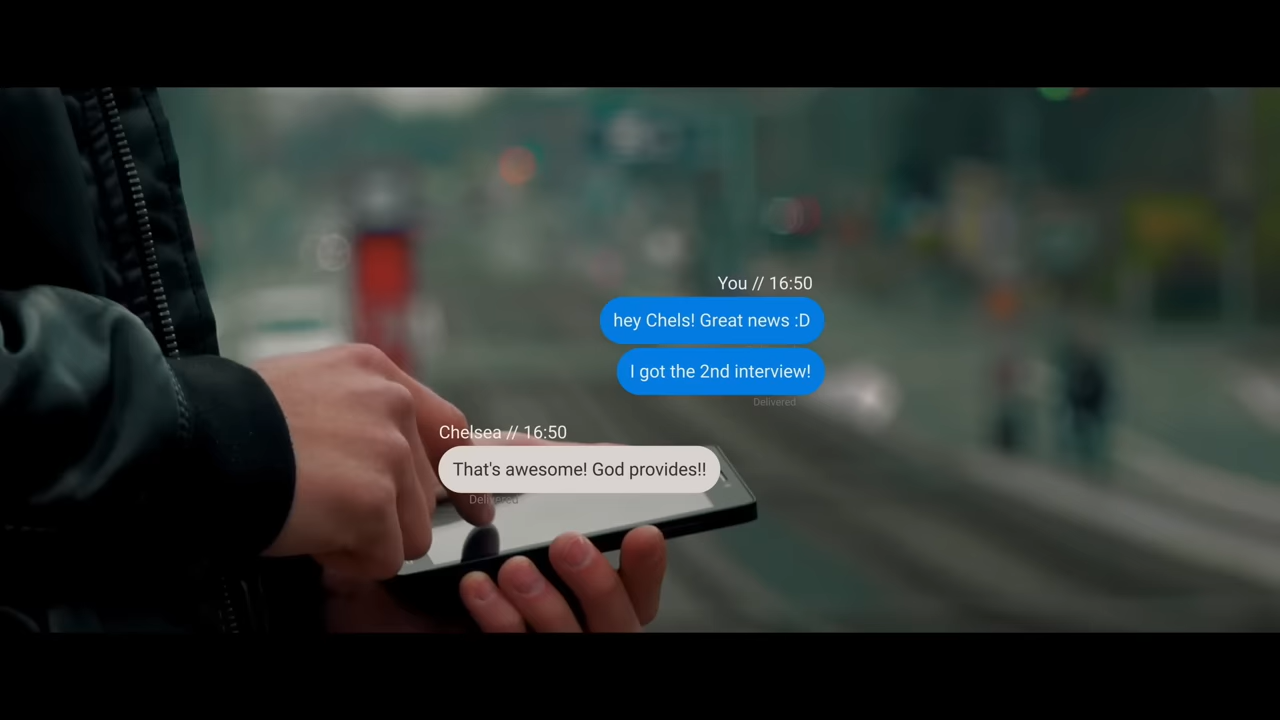 You // 16:50
hey Chels! Great news :D
I got the 2nd interview!
Delivered
Chelsea // 16:50
That's awesome! God provides!!
Delivered